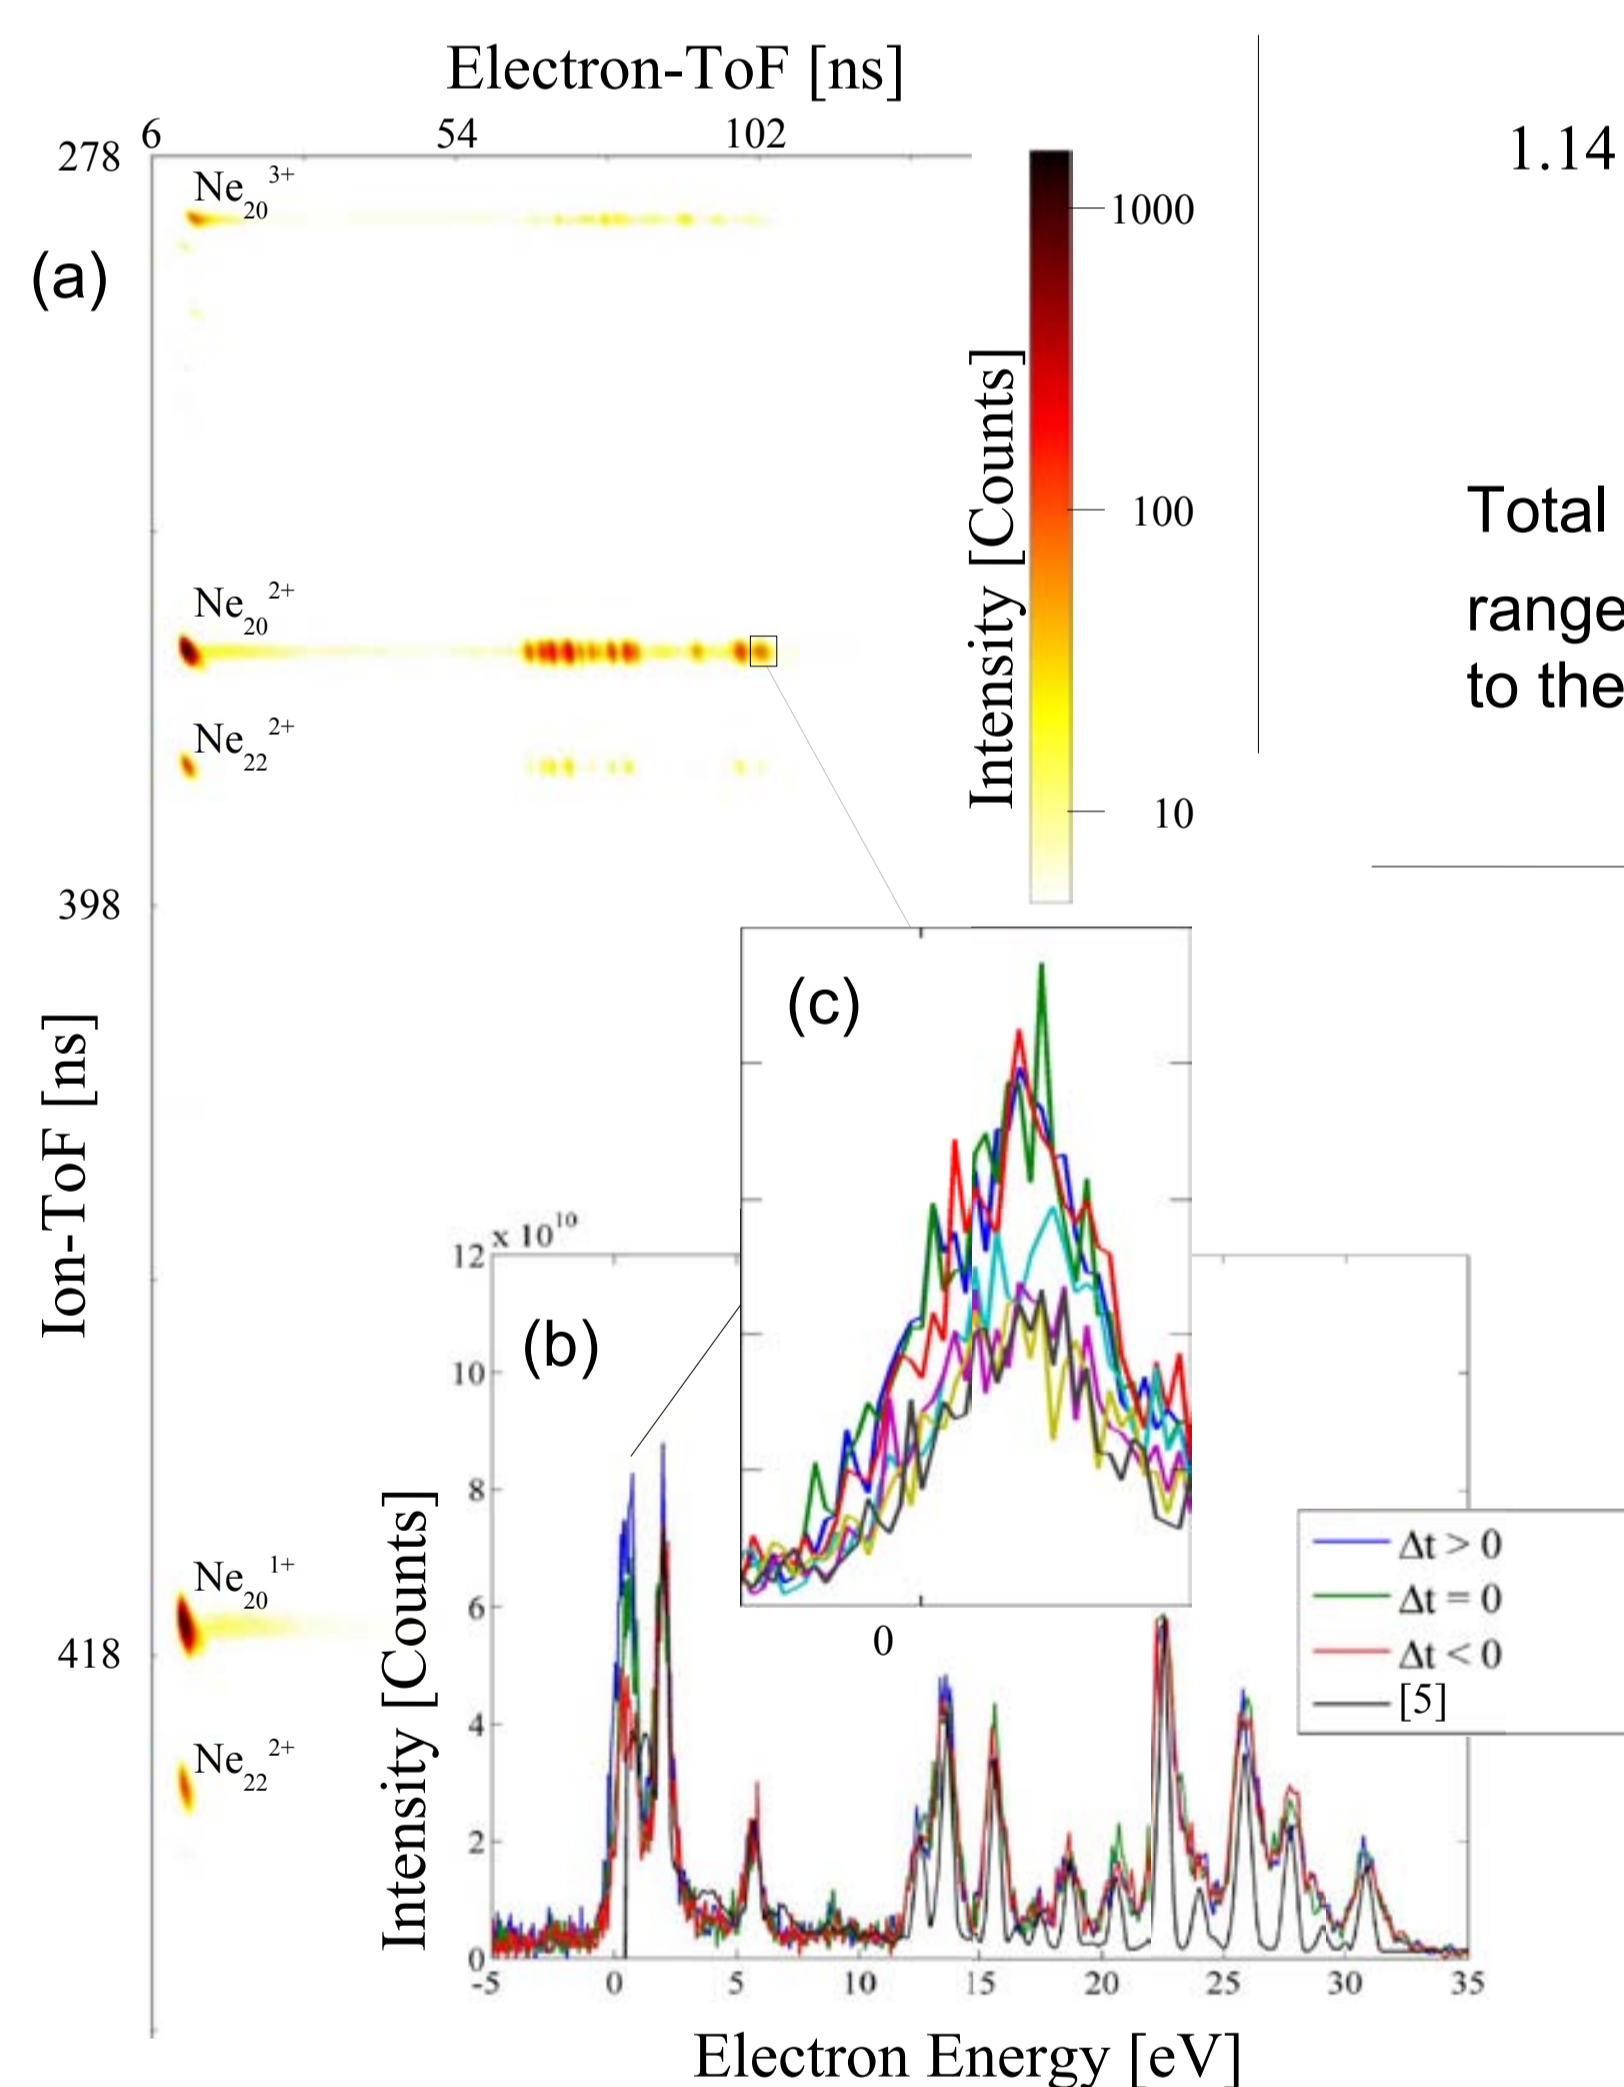 Electron-ToF [ns]
6 54 102
278
Ne20 3+
(a)
1000
1.14
Intensity [Counts]
100
Total
range
to the
Ne20 2+
Ne22 2+
10
398
(c)
Ion-ToF [ns]
x 10^10
12
(b)
10
8
Intensity [Counts]
Ne20 1+
6
0
418
Δt > 0
Δt = 0
Δt < 0
[5]
4
Ne22 2+
2
0
-5 0 5 10 15 20 25 30 35
Electron Energy [eV]